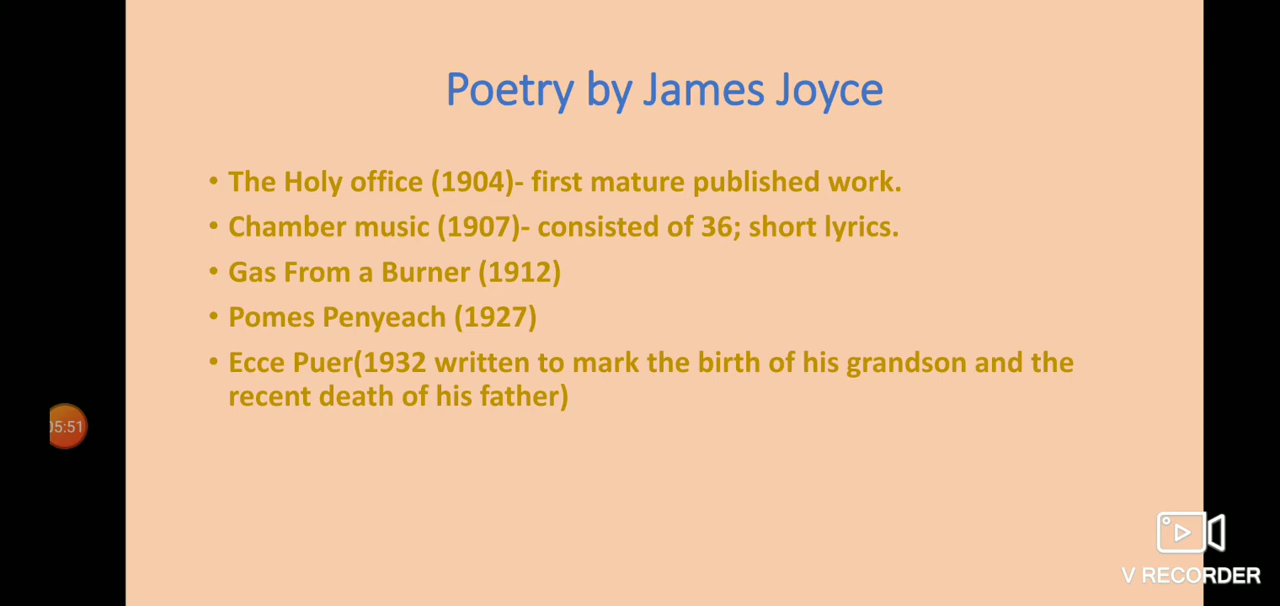 Poetry by James Joyce
• The Holy office (1904)- first mature published work.
• Chamber music (1907)- consisted of 36; short lyrics.
• Gas From a Burner (1912)
• Pomes Penyeach (1927)
• Ecce Puer(1932 written to mark the birth of his grandson and the
recent death of his father)
05:51
V RECORDER